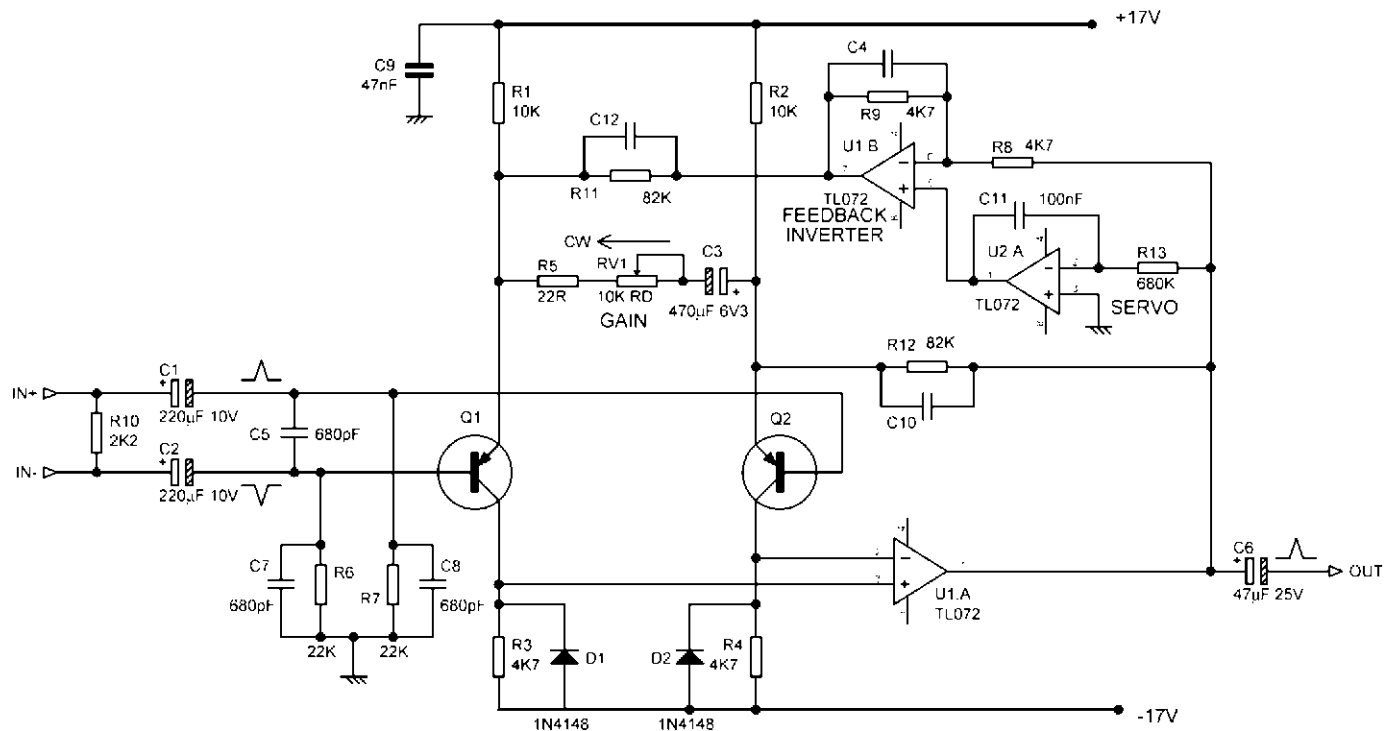 +17V
C9
47nF
R1
10K
C12
R11
82K
R2
10K
C4
R9
4K7
U1 B
TL072
FEEDBACK
INVERTER
R8
4K7
C11
100nF
U2 A
TL072
R13
680K
SERVO
CW
R5
22R
RV1
10K RD
GAIN
C3
470µF 6V3
R12
82K
C10
IN+
C1
220µF 10V
R10
2K2
C5
680pF
IN-
C2
220µF 10V
Q1
Q2
C7
680pF
R6
22K
R7
22K
C8
680pF
R3
4K7
D1
1N4148
D2
1N4148
R4
4K7
U1.A
TL072
C6
47µF 25V
OUT
-17V